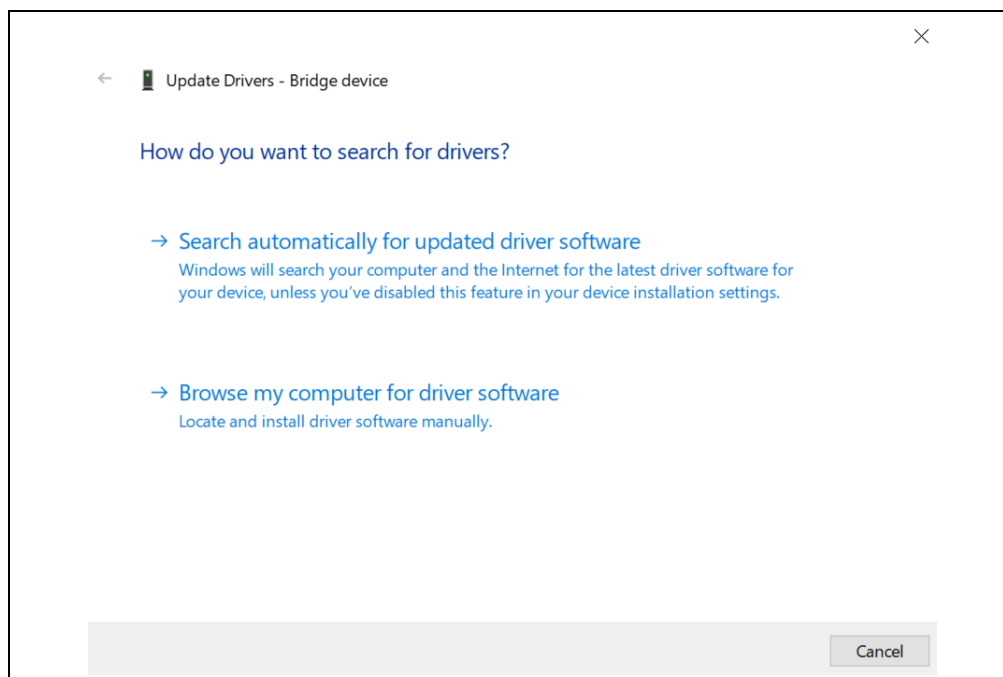 Update Drivers - Bridge device
How do you want to search for drivers?
Search automatically for updated driver software
Windows will search your computer and the Internet for the latest driver software for
your device, unless you've disabled this feature in your device installation settings.
Browse my computer for driver software
Locate and install driver software manually.
Cancel